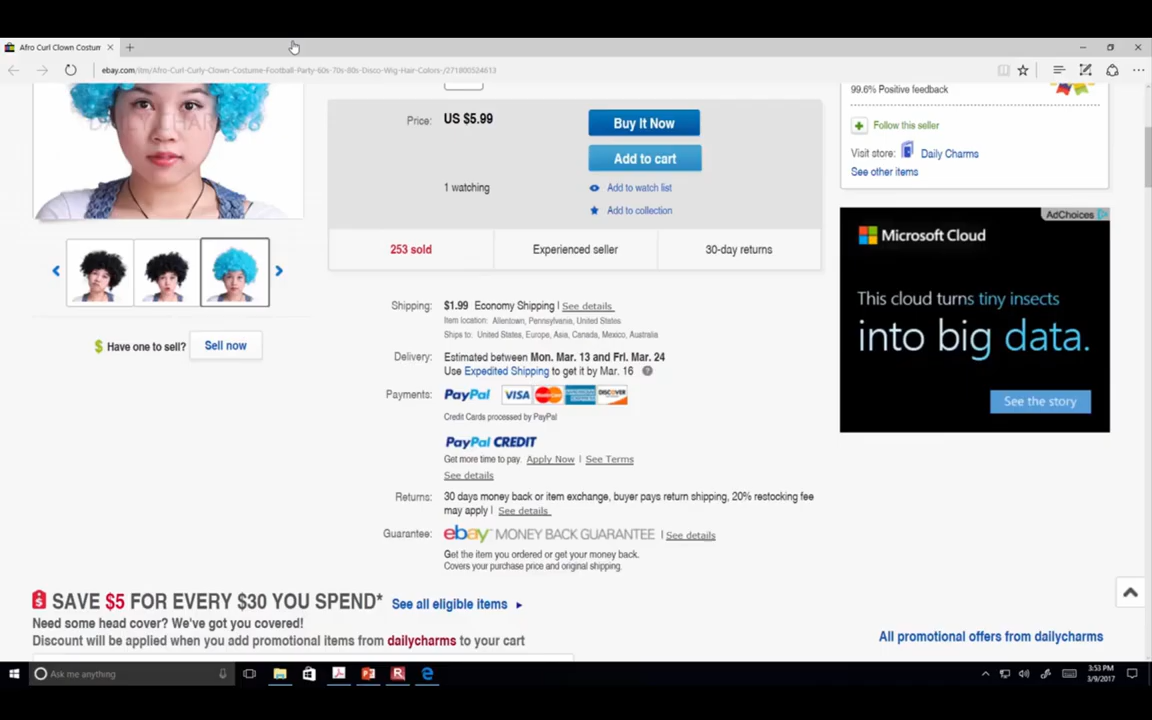 Afro Curl Clown Costum
ebay.com/itm/Afro-Curl-Curly-Clown-Costume-Football-Party-60s-70s-80s-Disco-Wig-Hair-Colors-/271800524613
99.6% Positive feedback
Follow this seller
Visit store: Daily Charms
See other items
Price: US $5.99
Buy It Now
Add to cart
1 watching
Add to watch list
Add to collection
253 sold
Experienced seller
30-day returns
Have one to sell? Sell now
Shipping: $1.99 Economy Shipping | See details
Item location: Allentown, Pennsylvania, United States
Ships to: United States, Europe, Asia, Canada, Mexico, Australia
Delivery: Estimated between Mon. Mar. 13 and Fri. Mar. 24
Use Expedited Shipping to get it by Mar. 16
Payments: PayPal VISA MasterCard AMERICAN EXPRESS DISCOVER
Credit Cards processed by PayPal
PayPal CREDIT
Get more time to pay. Apply Now | See Terms
See details
Returns: 30 days money back or item exchange, buyer pays return shipping, 20% restocking fee
may apply | See details
Guarantee: ebay MONEY BACK GUARANTEE | See details
Get the item you ordered or get your money back.
Covers your purchase price and original shipping.
AdChoices
Microsoft Cloud
This cloud turns tiny insects
into big data.
See the story
SAVE $5 FOR EVERY $30 YOU SPEND* See all eligible items
Need some head cover? We've got you covered!
Discount will be applied when you add promotional items from dailycharms to your cart
All promotional offers from dailycharms
Ask me anything
3:53 PM
3/9/2017